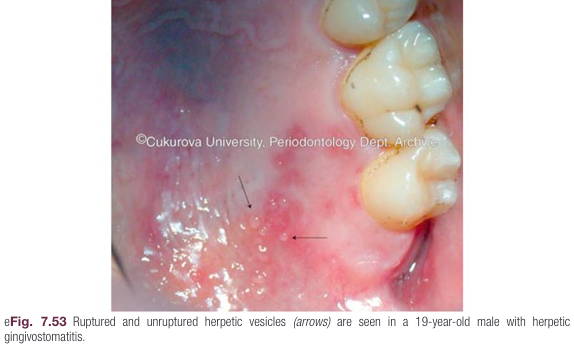 ©Cukurova University, Periodontology Dept. Archive
eFig. 7.53 Ruptured and unruptured herpetic vesicles (arrows) are seen in a 19-year-old male with herpetic
gingivostomatitis.